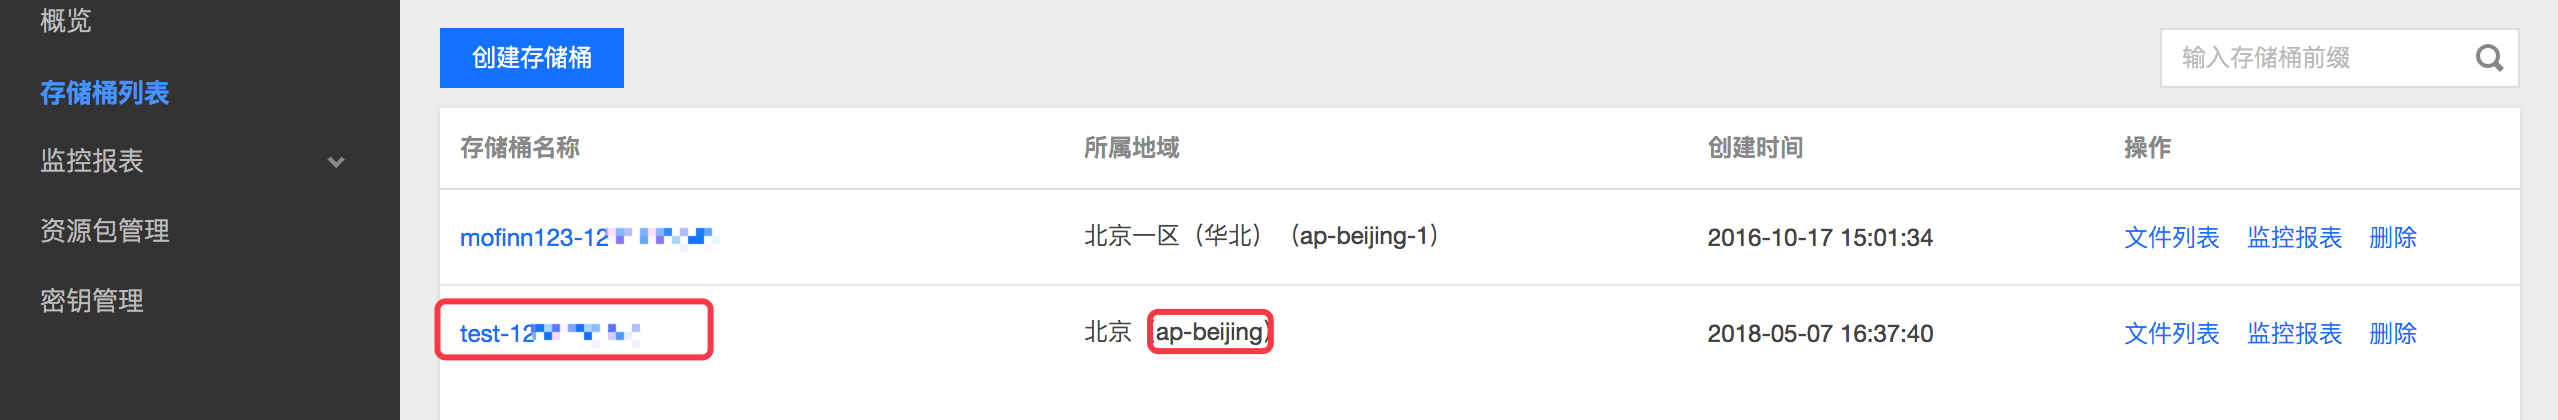 概览
存储桶列表
监控报表
资源包管理
密钥管理
创建存储桶
输入存储桶前缀
存储桶名称 所属地域 创建时间 操作
mofinn123-12 北京一区（华北）（ap-beijing-1） 2016-10-17 15:01:34 文件列表 监控报表 删除
test-12 北京（ap-beijing） 2018-05-07 16:37:40 文件列表 监控报表 删除